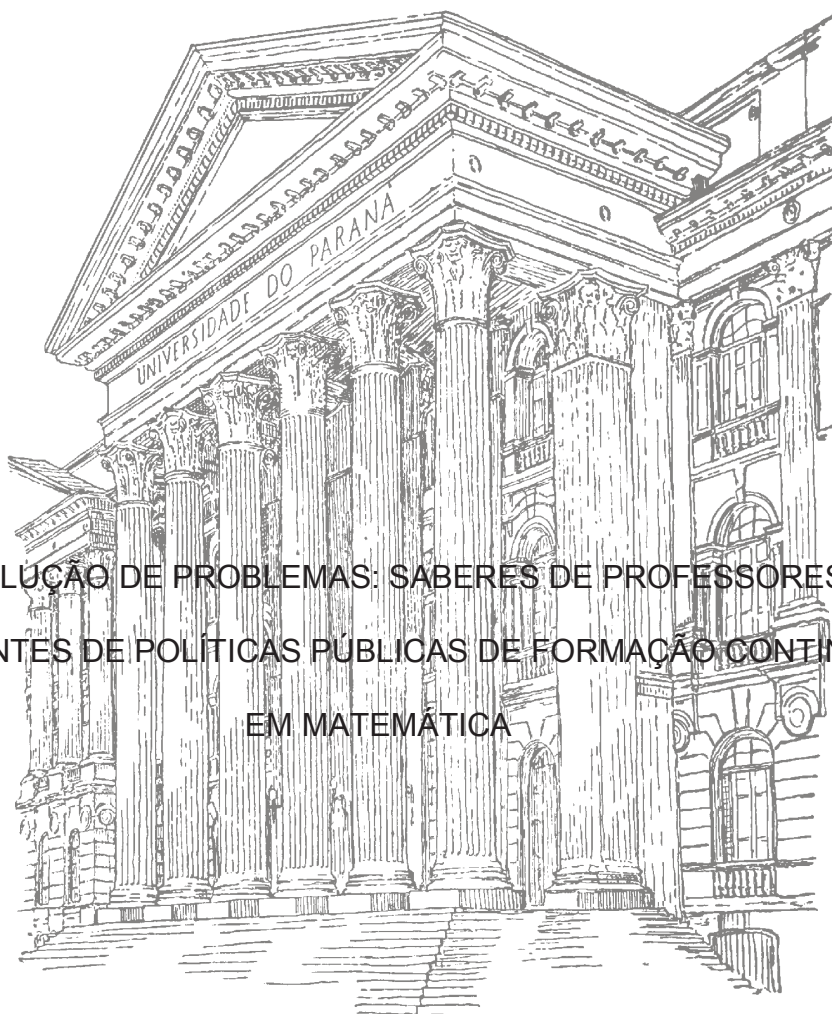 UNIVERSIDADE DO PARANÁ
LUÇÃO DE PROBLEMAS: SABERES DE PROFESSORES
NTES DE POLÍTICAS PÚBLICAS DE FORMAÇÃO CONTIN
EM MATEMÁTICA